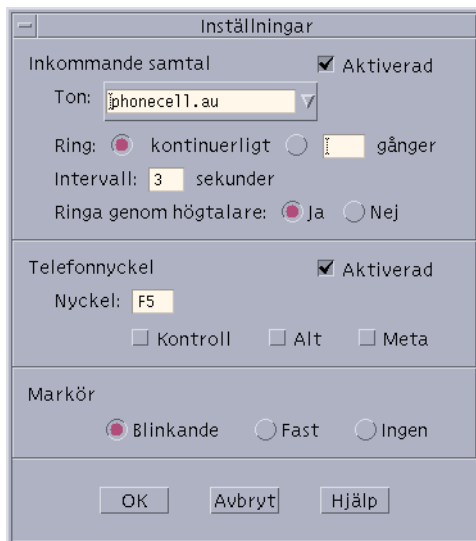 Inställningar
Inkommande samtal Aktiverad
Ton: phonecell.au
Ring: kontinuerligt gånger
Intervall: 3 sekunder
Ringa genom högtalare: Ja Nej
Telefonnyckel Aktiverad
Nyckel: F5
Kontroll Alt Meta
Markör
Blinkande Fast Ingen
OK Avbryt Hjälp